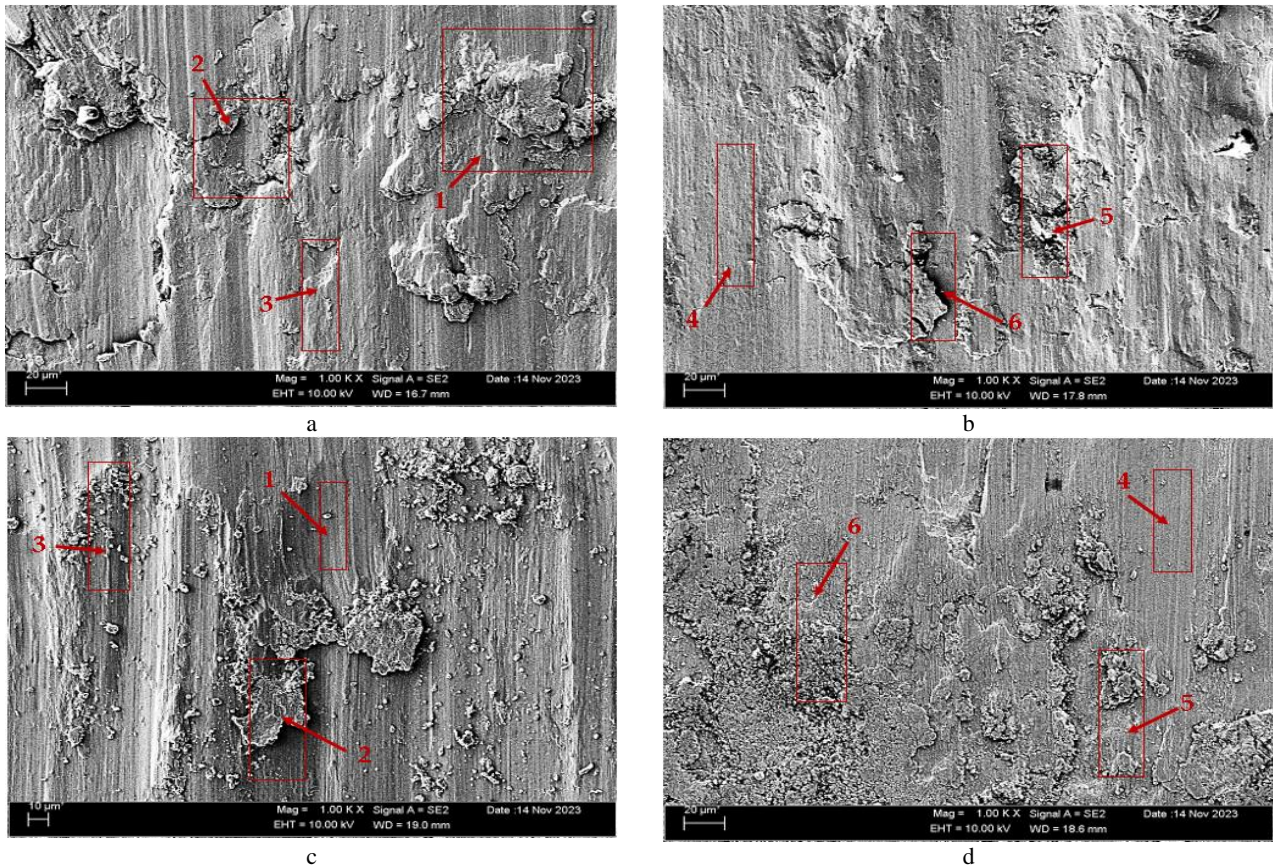 2
1
3
20 µm
Mag = 1.00 K X Signal A = SE2 Date :14 Nov 2023
EHT = 10.00 kV WD = 16.7 mm
a
4
5
6
20 µm
Mag = 1.00 K X Signal A = SE2 Date :14 Nov 2023
EHT = 10.00 kV WD = 17.8 mm
b
1
3
2
10 µm
Mag = 1.00 K X Signal A = SE2 Date :14 Nov 2023
EHT = 10.00 kV WD = 19.0 mm
c
4
6
5
20 µm
Mag = 1.00 K X Signal A = SE2 Date :14 Nov 2023
EHT = 10.00 kV WD = 18.6 mm
d